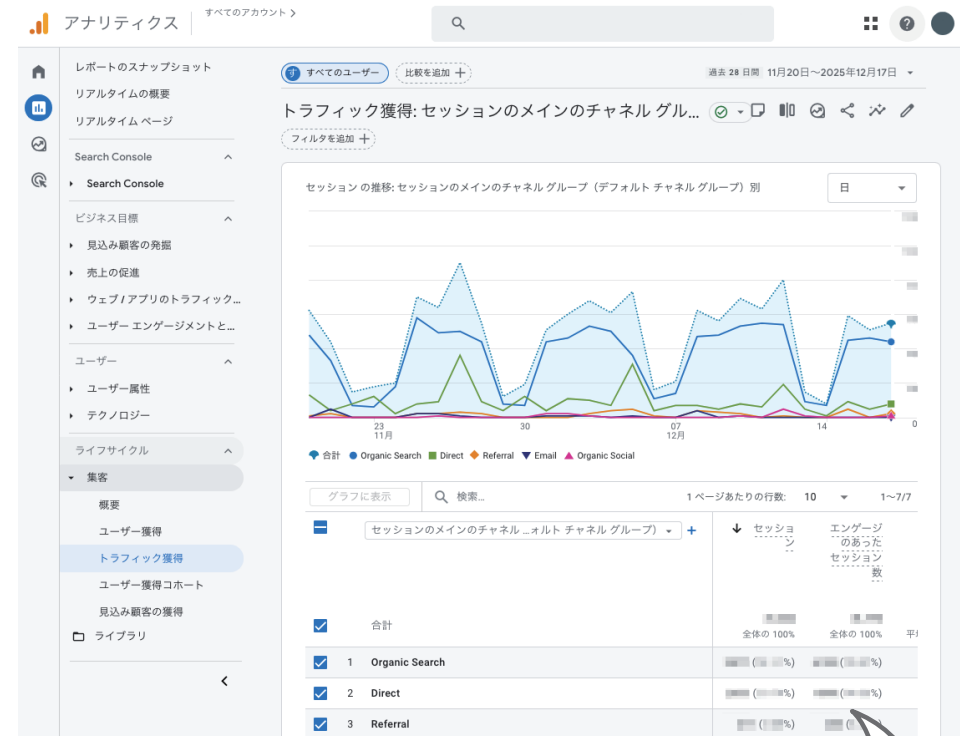 アナリティクス
すべてのアカウント
レポートのスナップショット
リアルタイムの概要
リアルタイム ページ
Search Console
Search Console
ビジネス目標
見込み顧客の発掘
売上の促進
ウェブ / アプリのトラフィック...
ユーザー エンゲージメントと...
ユーザー
ユーザー属性
テクノロジー
ライフサイクル
集客
概要
ユーザー獲得
トラフィック獲得
ユーザー獲得コホート
見込み顧客の獲得
ライブラリ
す すべてのユーザー 比較を追加 ＋
過去 28 日間 11月20日～2025年12月17日
トラフィック獲得: セッションのメインのチャネル グル...
フィルタを追加 ＋
セッション の推移: セッションのメインのチャネル グループ（デフォルト チャネル グループ）別
日
23 30 07 14 0
11月 12月
合計 Organic Search Direct Referral Email Organic Social
グラフに表示 検索... 1 ページあたりの行数: 10 1～7/7
セッションのメインのチャネル ...ォルト チャネル グループ） ＋
↓ セッション
エンゲージのあったセッション数
合計
全体の 100% 全体の 100% 平
1 Organic Search ( %) ( %)
2 Direct ( %) ( %)
3 Referral ( %) ( )